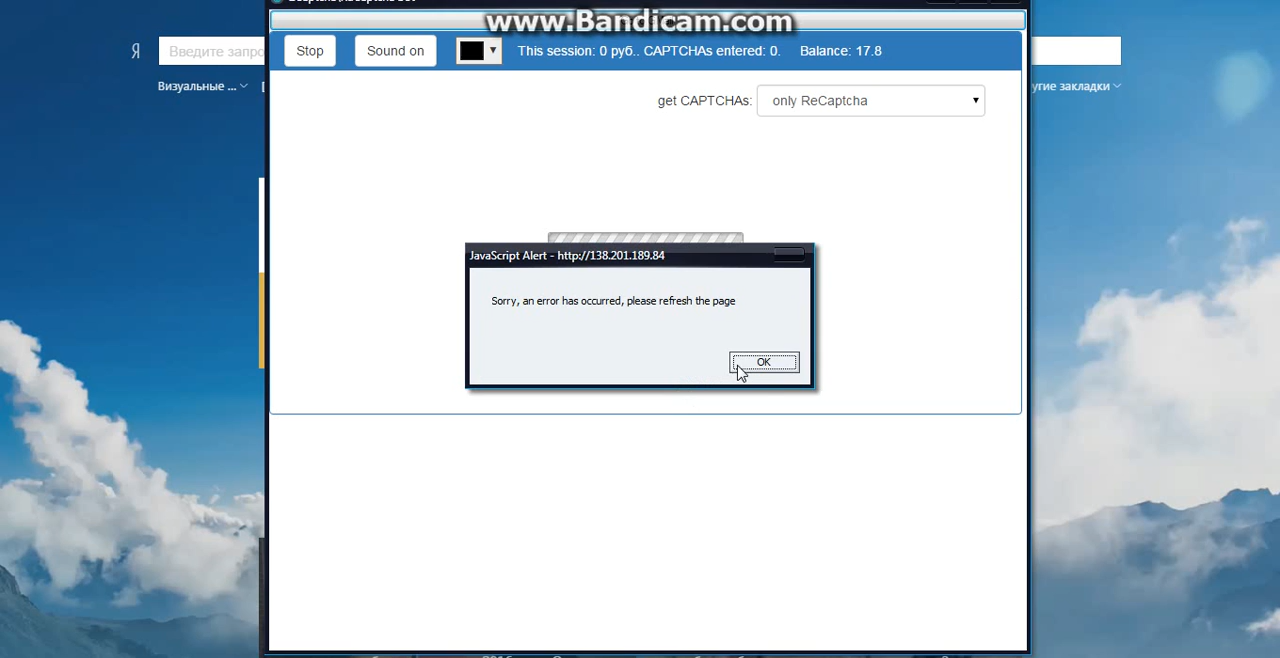 www.Bandicam.com
Я
Введите запро
Stop
Sound on
This session: 0 руб.. CAPTCHAs entered: 0.
Balance: 17.8
Визуальные ...
угие закладки
get CAPTCHAs:
only ReCaptcha
JavaScript Alert - http://138.201.189.84
Sorry, an error has occurred, please refresh the page
OK